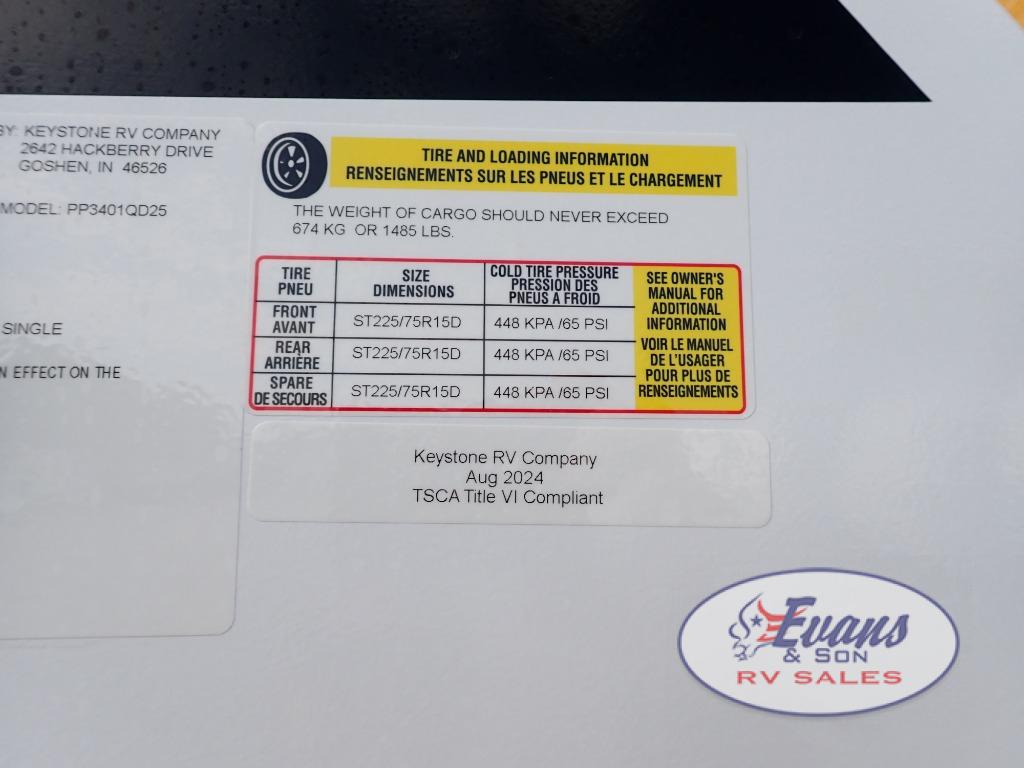 BY: KEYSTONE RV COMPANY
2642 HACKBERRY DRIVE
GOSHEN, IN 46526
MODEL: PP3401QD25
SINGLE
N EFFECT ON THE
TIRE AND LOADING INFORMATION
RENSEIGNEMENTS SUR LES PNEUS ET LE CHARGEMENT
THE WEIGHT OF CARGO SHOULD NEVER EXCEED
674 KG OR 1485 LBS.
TIRE
PNEU
SIZE
DIMENSIONS
COLD TIRE PRESSURE
PRESSION DES
PNEUS A FROID
FRONT
AVANT
ST225/75R15D
448 KPA /65 PSI
REAR
ARRIÈRE
ST225/75R15D
448 KPA /65 PSI
SPARE
DE SECOURS
ST225/75R15D
448 KPA /65 PSI
SEE OWNER'S
MANUAL FOR
ADDITIONAL
INFORMATION
VOIR LE MANUEL
DE L'USAGER
POUR PLUS DE
RENSEIGNEMENTS
Keystone RV Company
Aug 2024
TSCA Title VI Compliant
Evans
& SON
RV SALES